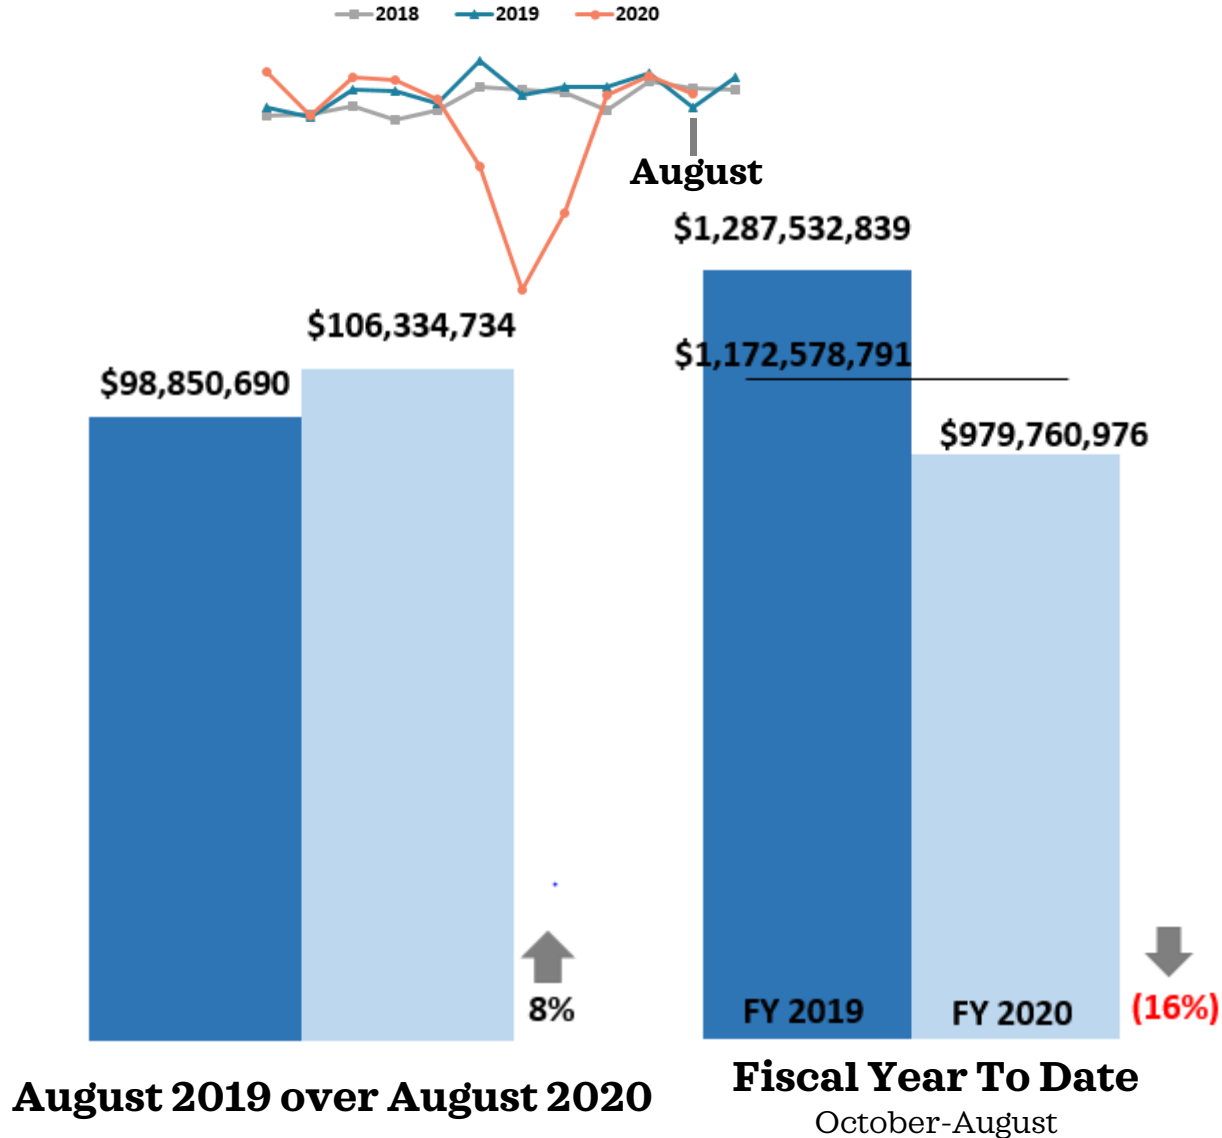 2018 2019 2020
August
$1,287,532,839
$106,334,734
$1,172,578,791
$98,850,690
$979,760,976
8%
FY 2019
FY 2020
(16%)
August 2019 over August 2020
Fiscal Year To Date
October-August